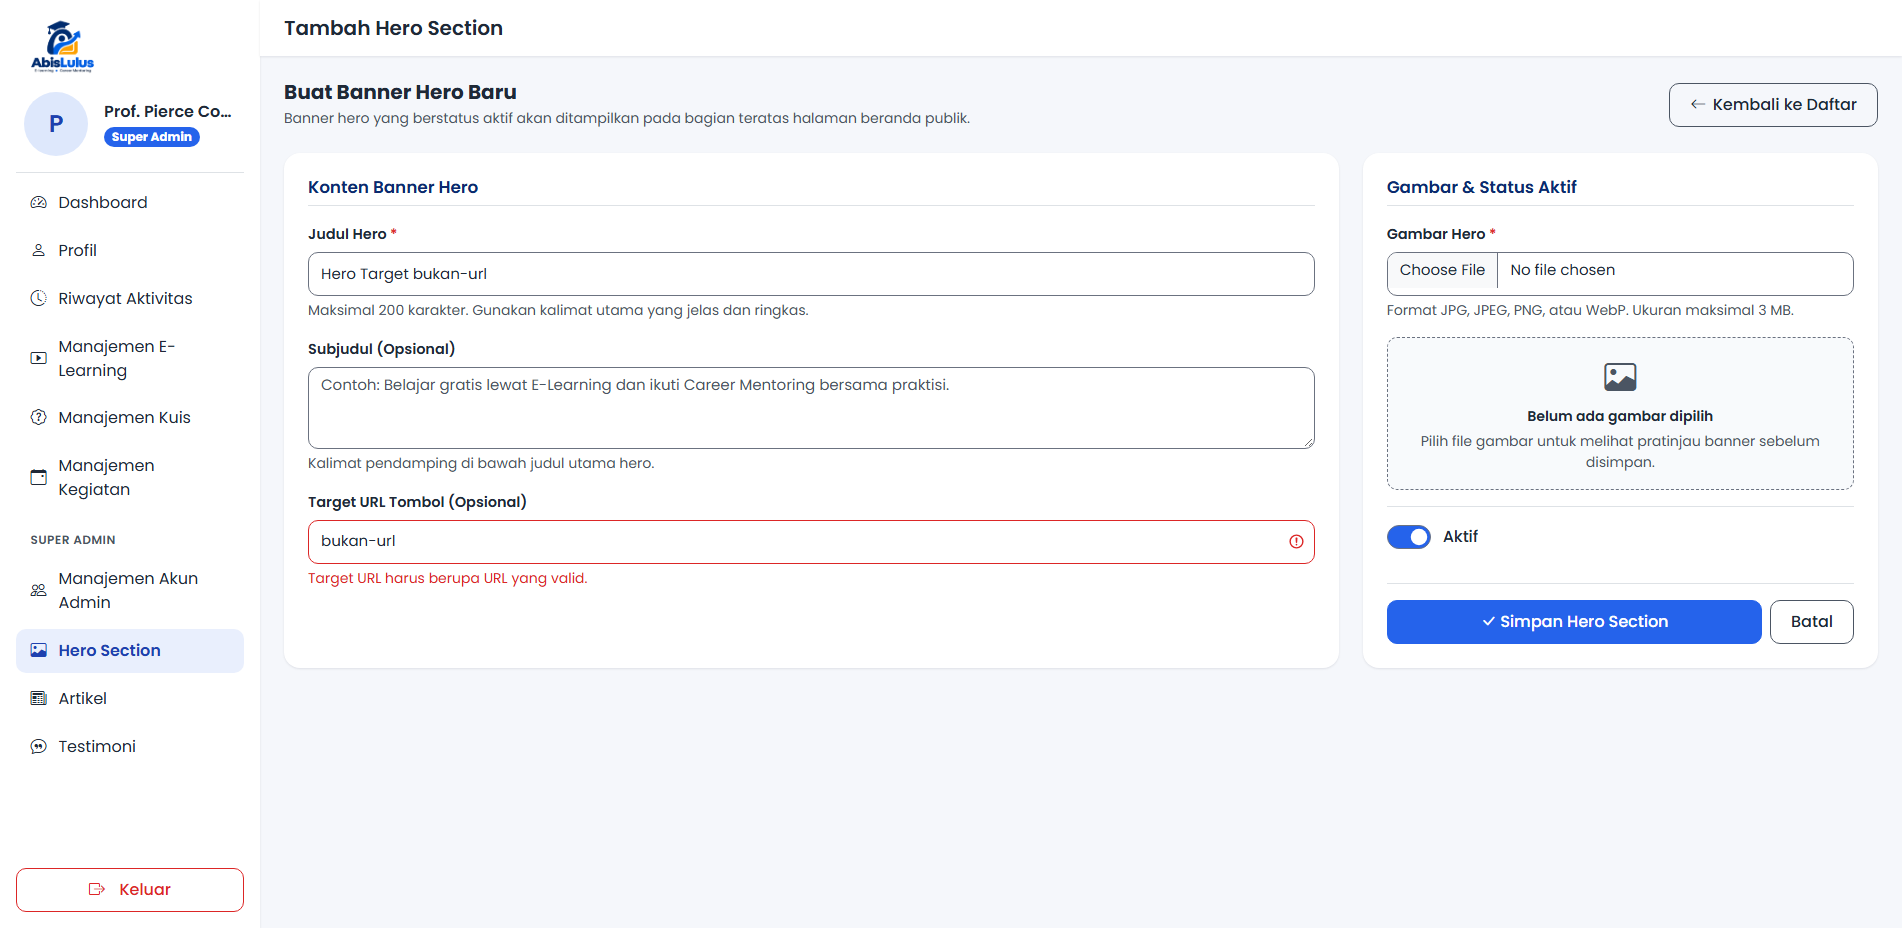 AbisLulus
P
Prof. Pierce Co...
Super Admin
Dashboard
Profil
Riwayat Aktivitas
Manajemen E-
Learning
Manajemen Kuis
Manajemen
Kegiatan
SUPER ADMIN
Manajemen Akun
Admin
Hero Section
Artikel
Testimoni
Keluar
Tambah Hero Section
Buat Banner Hero Baru
Banner hero yang berstatus aktif akan ditampilkan pada bagian teratas halaman beranda publik.
Kembali ke Daftar
Konten Banner Hero
Judul Hero *
Hero Target bukan-url
Maksimal 200 karakter. Gunakan kalimat utama yang jelas dan ringkas.
Subjudul (Opsional)
Contoh: Belajar gratis lewat E-Learning dan ikuti Career Mentoring bersama praktisi.
Kalimat pendamping di bawah judul utama hero.
Target URL Tombol (Opsional)
bukan-url
Target URL harus berupa URL yang valid.
Gambar & Status Aktif
Gambar Hero *
Choose File No file chosen
Format JPG, JPEG, PNG, atau WebP. Ukuran maksimal 3 MB.
Belum ada gambar dipilih
Pilih file gambar untuk melihat pratinjau banner sebelum
disimpan.
Aktif
Simpan Hero Section
Batal